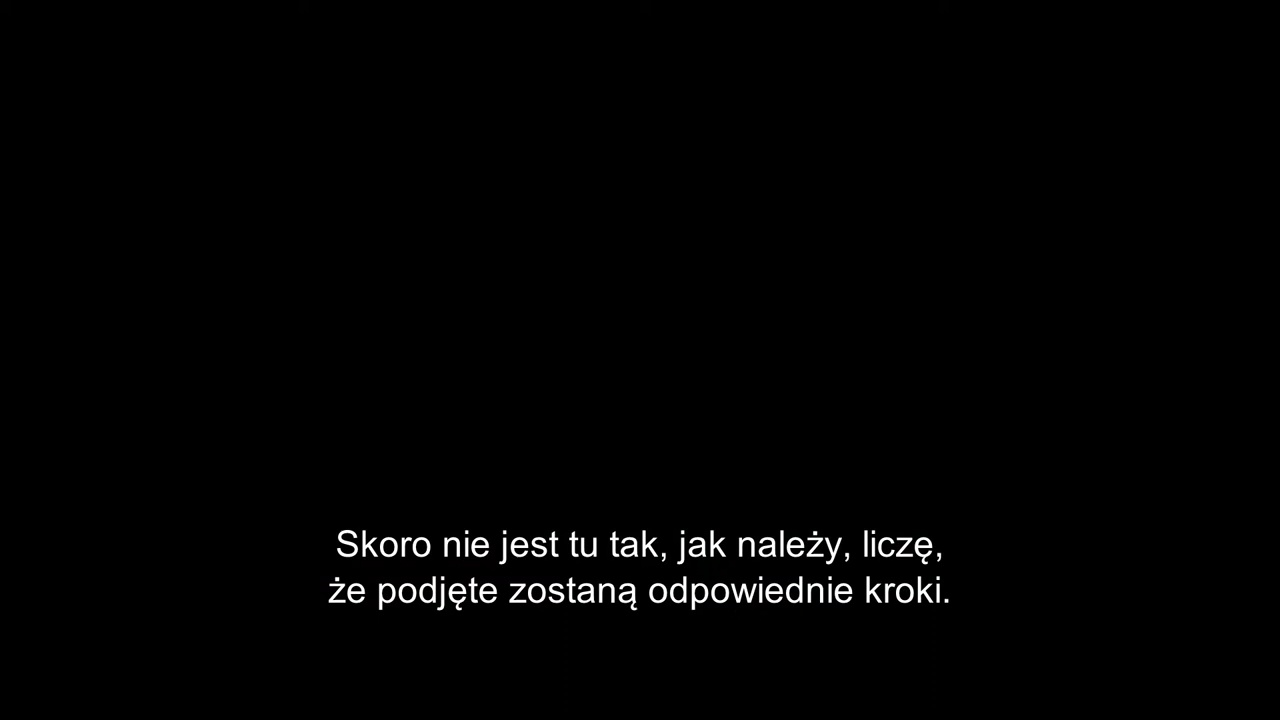 Skoro nie jest tu tak, jak należy, liczę,
że podjęte zostaną odpowiednie kroki.